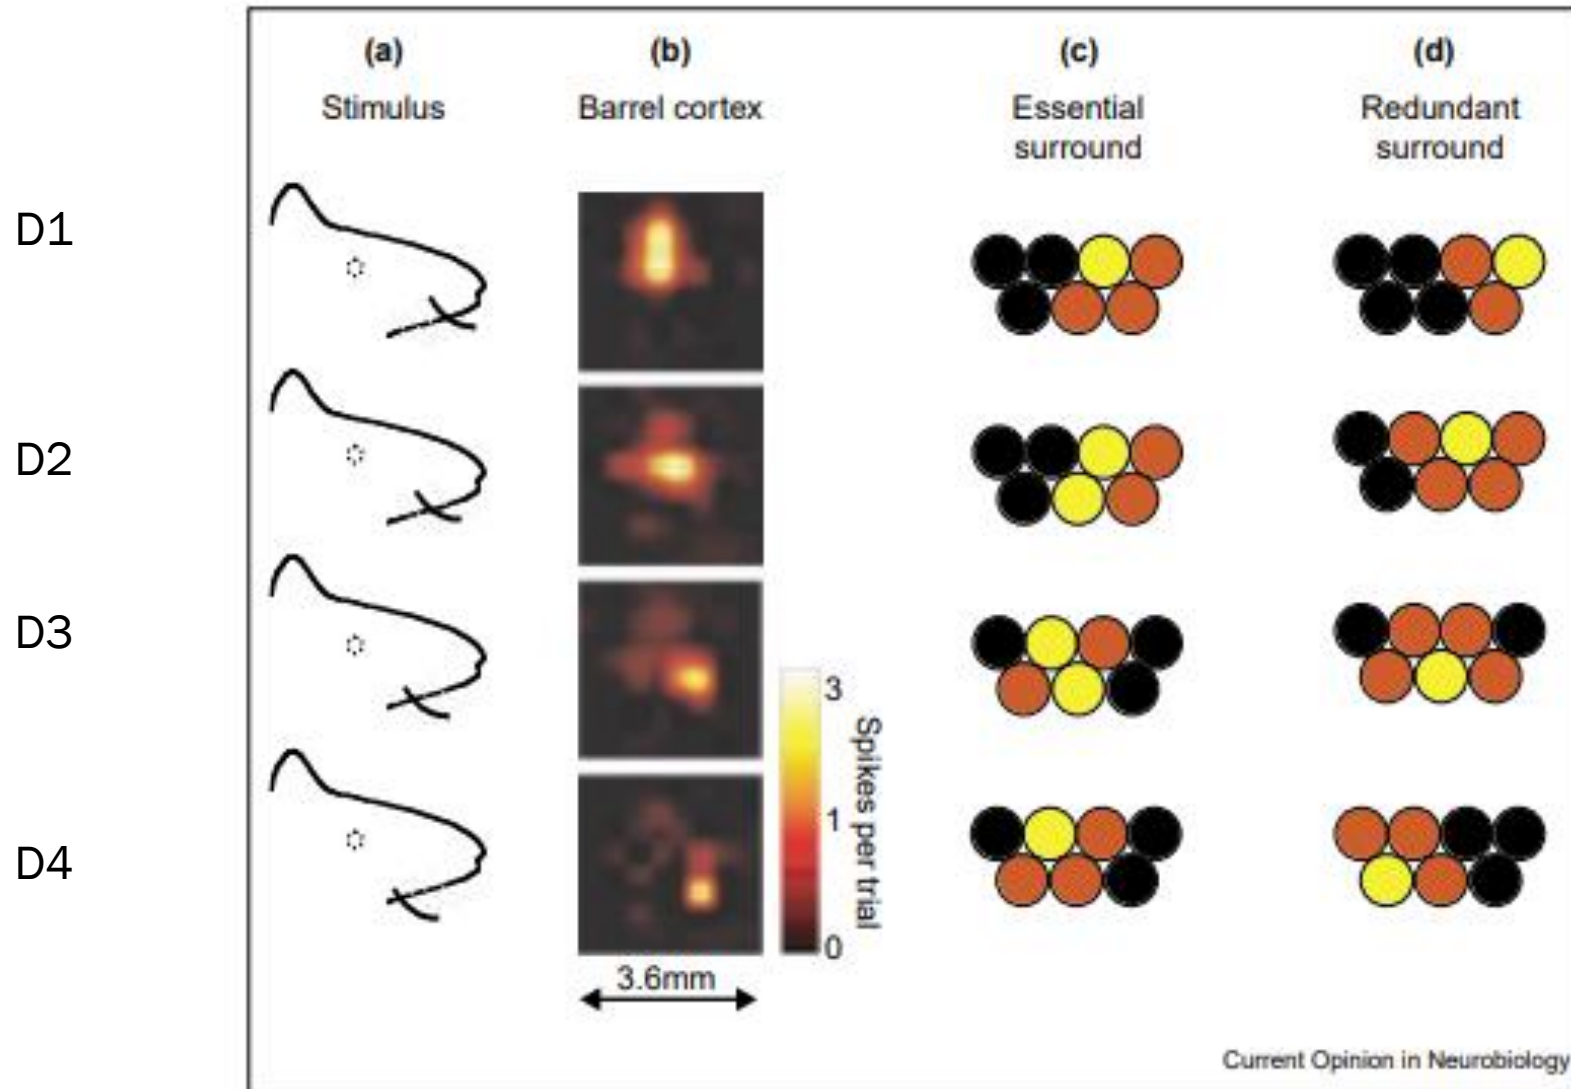 (a) (b) (c) (d)
Stimulus Barrel cortex Essential surround Redundant surround
D1
D2
D3
D4
3
1
0
Spikes per trial
3.6mm
Current Opinion in Neurobiology